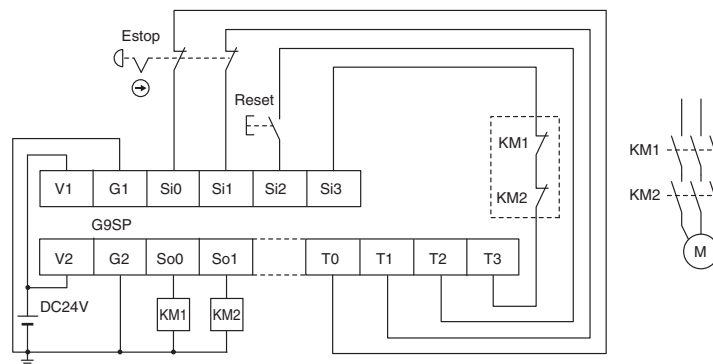 Estop
Reset
KM1
KM2
KM1
KM2
M
V1 G1 Si0 Si1 Si2 Si3
G9SP
V2 G2 So0 So1 T0 T1 T2 T3
DC24V
KM1 KM2